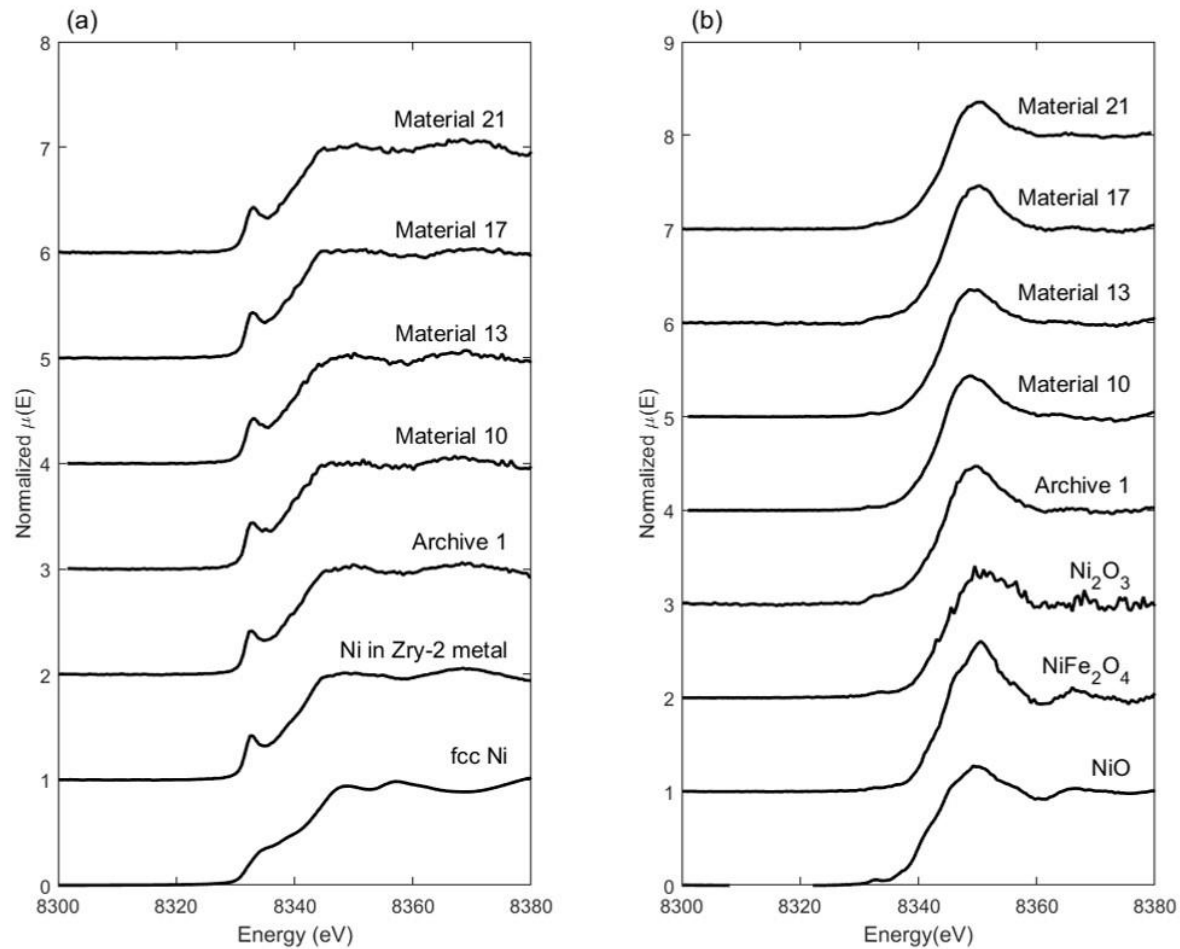 (a)
8
7
6
5
4
3
2
1
0
Normalized μ(E)
Material 21
Material 17
Material 13
Material 10
Archive 1
Ni in Zry-2 metal
fcc Ni
8300 8320 8340 8360 8380
Energy (eV)
(b)
9
8
7
6
5
4
3
2
1
0
Normalized μ(E)
Material 21
Material 17
Material 13
Material 10
Archive 1
Ni₂O₃
NiFe₂O₄
NiO
8300 8320 8340 8360 8380
Energy(eV)